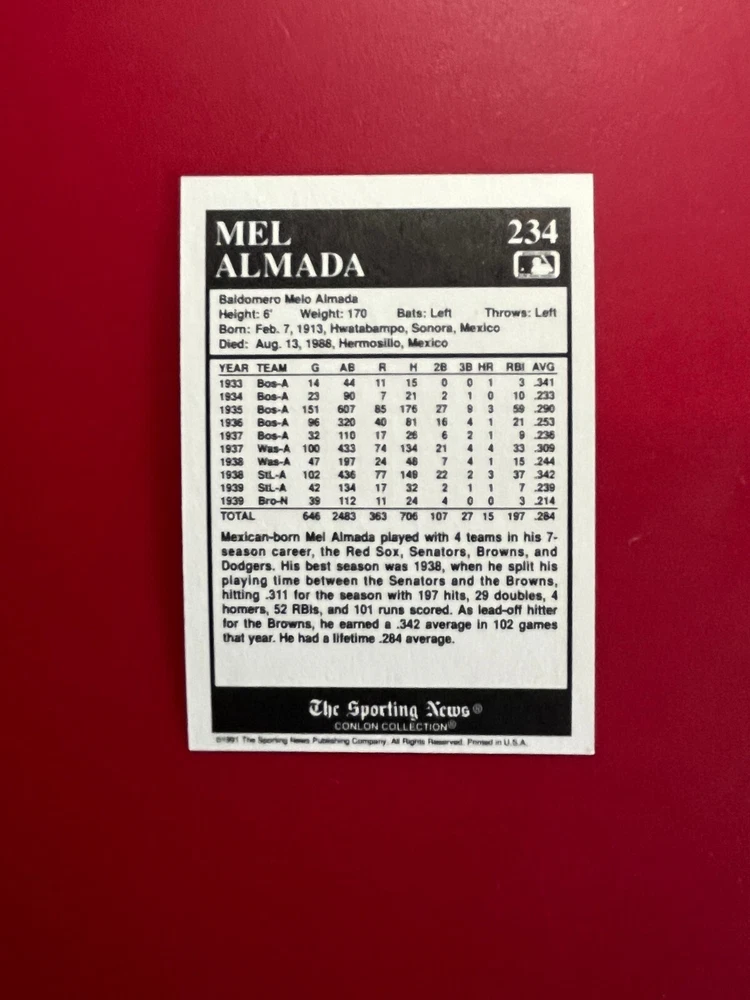 MEL
ALMADA
234
Baldomero Melo Almada
Height: 6' Weight: 170 Bats: Left Throws: Left
Born: Feb. 7, 1913, Hwatabampo, Sonora, Mexico
Died: Aug. 13, 1988, Hermosillo, Mexico
YEAR TEAM G AB R H 2B 3B HR RBI AVG
1933 Bos-A 14 44 11 15 0 0 1 3 .341
1934 Bos-A 23 90 7 21 2 1 0 10 .233
1935 Bos-A 151 607 85 176 27 9 3 59 .290
1936 Bos-A 96 320 40 81 16 4 1 21 .253
1937 Bos-A 32 110 17 26 6 2 1 9 .236
1937 Was-A 100 433 74 134 21 4 4 33 .309
1938 Was-A 47 197 24 48 7 4 1 15 .244
1938 StL-A 102 436 77 149 22 2 3 37 .342
1939 StL-A 42 134 17 32 2 1 1 7 .239
1939 Bro-N 39 112 11 24 4 0 0 3 .214
TOTAL 646 2483 363 706 107 27 15 197 .284
Mexican-born Mel Almada played with 4 teams in his 7-
season career, the Red Sox, Senators, Browns, and
Dodgers. His best season was 1938, when he split his
playing time between the Senators and the Browns,
hitting .311 for the season with 197 hits, 29 doubles, 4
homers, 52 RBIs, and 101 runs scored. As lead-off hitter
for the Browns, he earned a .342 average in 102 games
that year. He had a lifetime .284 average.
The Sporting News®
CONLON COLLECTION®
©1991 The Sporting News Publishing Company. All Rights Reserved. Printed in U.S.A.